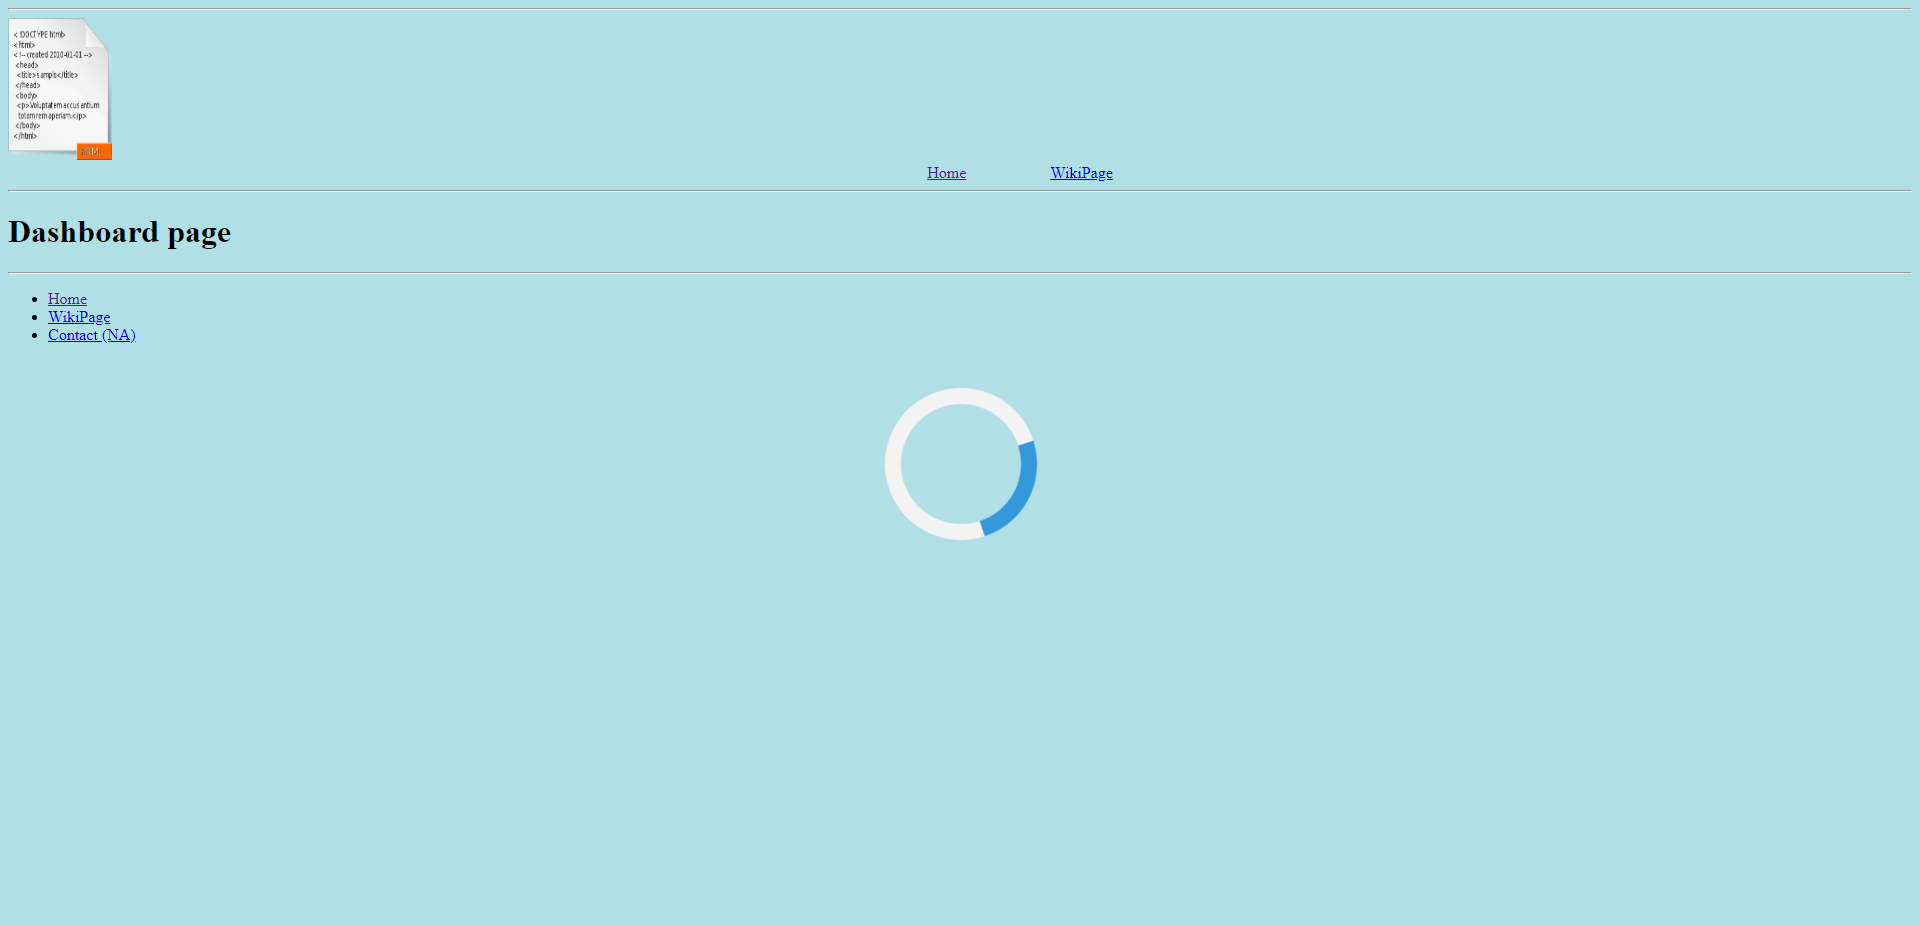 < !DOCTYPE html>
<html>
< !-- created 2010-01-01 -->
<head>
<title>sample</title>
</head>
<body>
<p>Voluptatem accusantium
totam rem aperiam.</p>
</body>
</html>
HTML
Home WikiPage
Dashboard page
Home
WikiPage
Contact (NA)